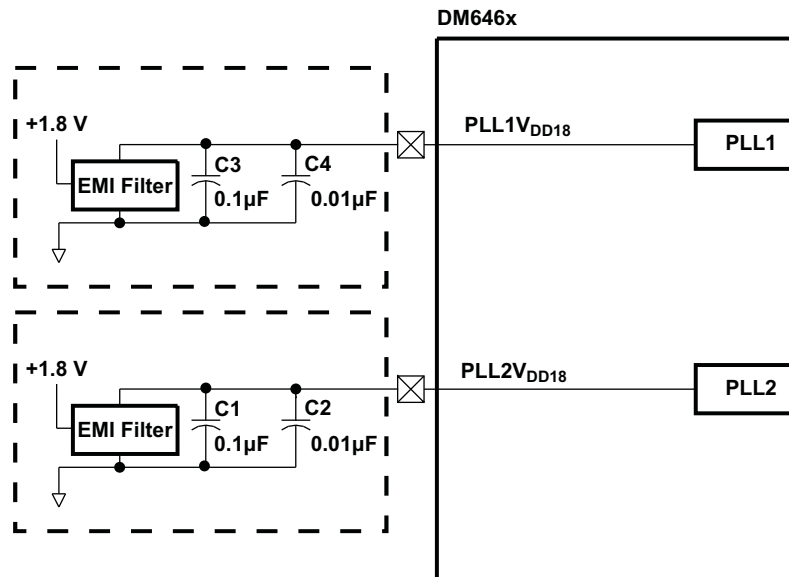 DM646x
+1.8 V
PLL1VDD18
PLL1
EMI Filter
C3
0.1µF
C4
0.01µF
+1.8 V
PLL2VDD18
PLL2
EMI Filter
C1
0.1µF
C2
0.01µF